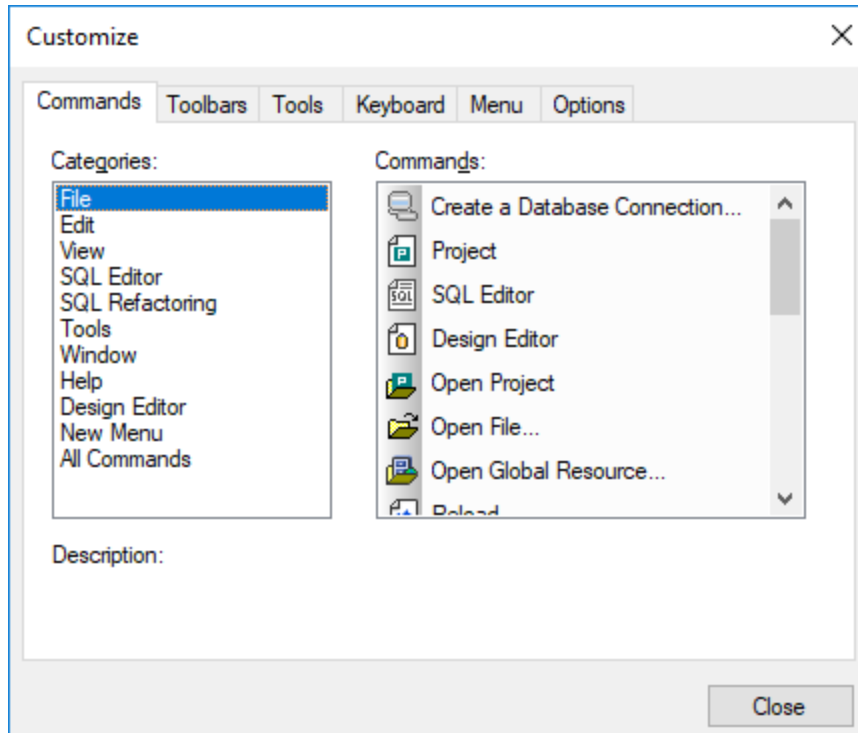 Customize
Commands Toolbars Tools Keyboard Menu Options
Categories:
File
Edit
View
SQL Editor
SQL Refactoring
Tools
Window
Help
Design Editor
New Menu
All Commands
Commands:
Create a Database Connection...
Project
SQL Editor
Design Editor
Open Project
Open File...
Open Global Resource...
Reload
Description:
Close